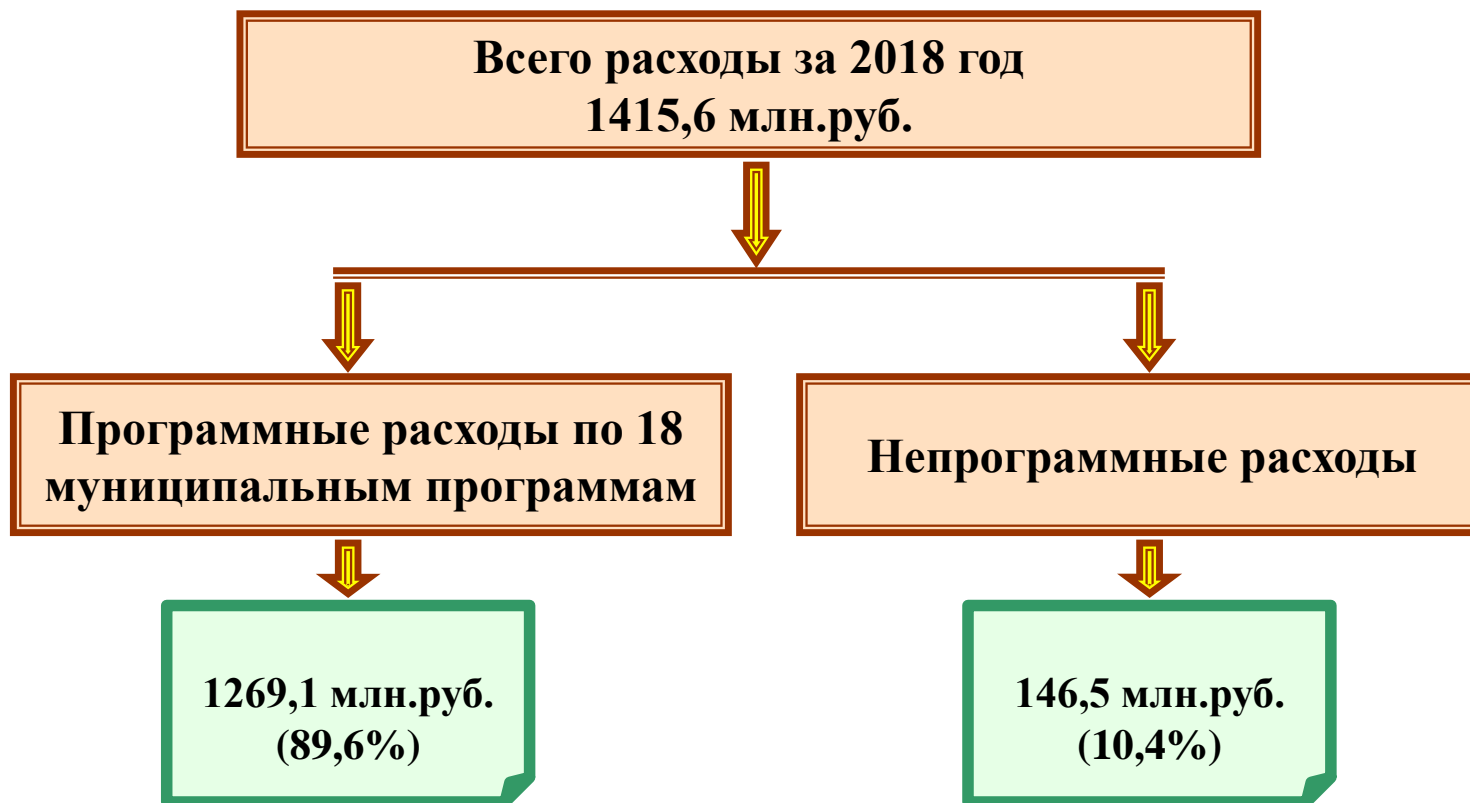 Всего расходы за 2018 год
1415,6 млн.руб.
Программные расходы по 18
муниципальным программам
Непрограммные расходы
1269,1 млн.руб.
(89,6%)
146,5 млн.руб.
(10,4%)